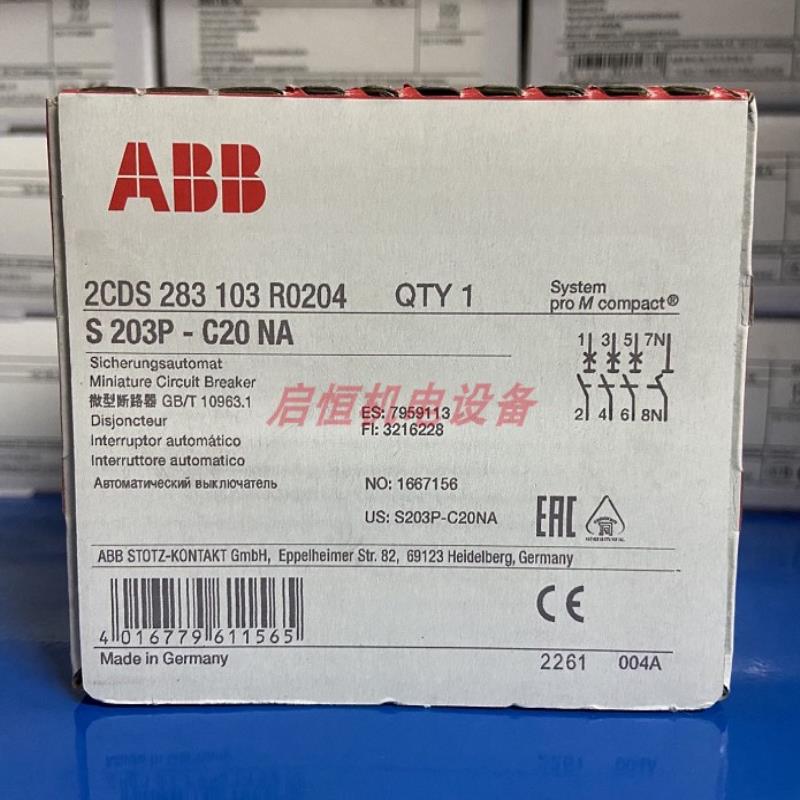 ABB
2CDS 283 103 R0204 QTY 1
System
pro M compact®
S 203P - C20 NA
1 3 5 7N
2 4 6 8N
Sicherungsautomat
Miniature Circuit Breaker
微型断路器 GB/T 10963.1
Disjoncteur
Interruptor automático
Interruttore automatico
Автоматический выключатель
启恒机电设备
ES: 7959113
FI: 3216228
NO: 1667156
US: S203P-C20NA
EAC
ABB STOTZ-KONTAKT GmbH, Eppelheimer Str. 82, 69123 Heidelberg, Germany
4 016779 611565
CE
Made in Germany
2261 004A